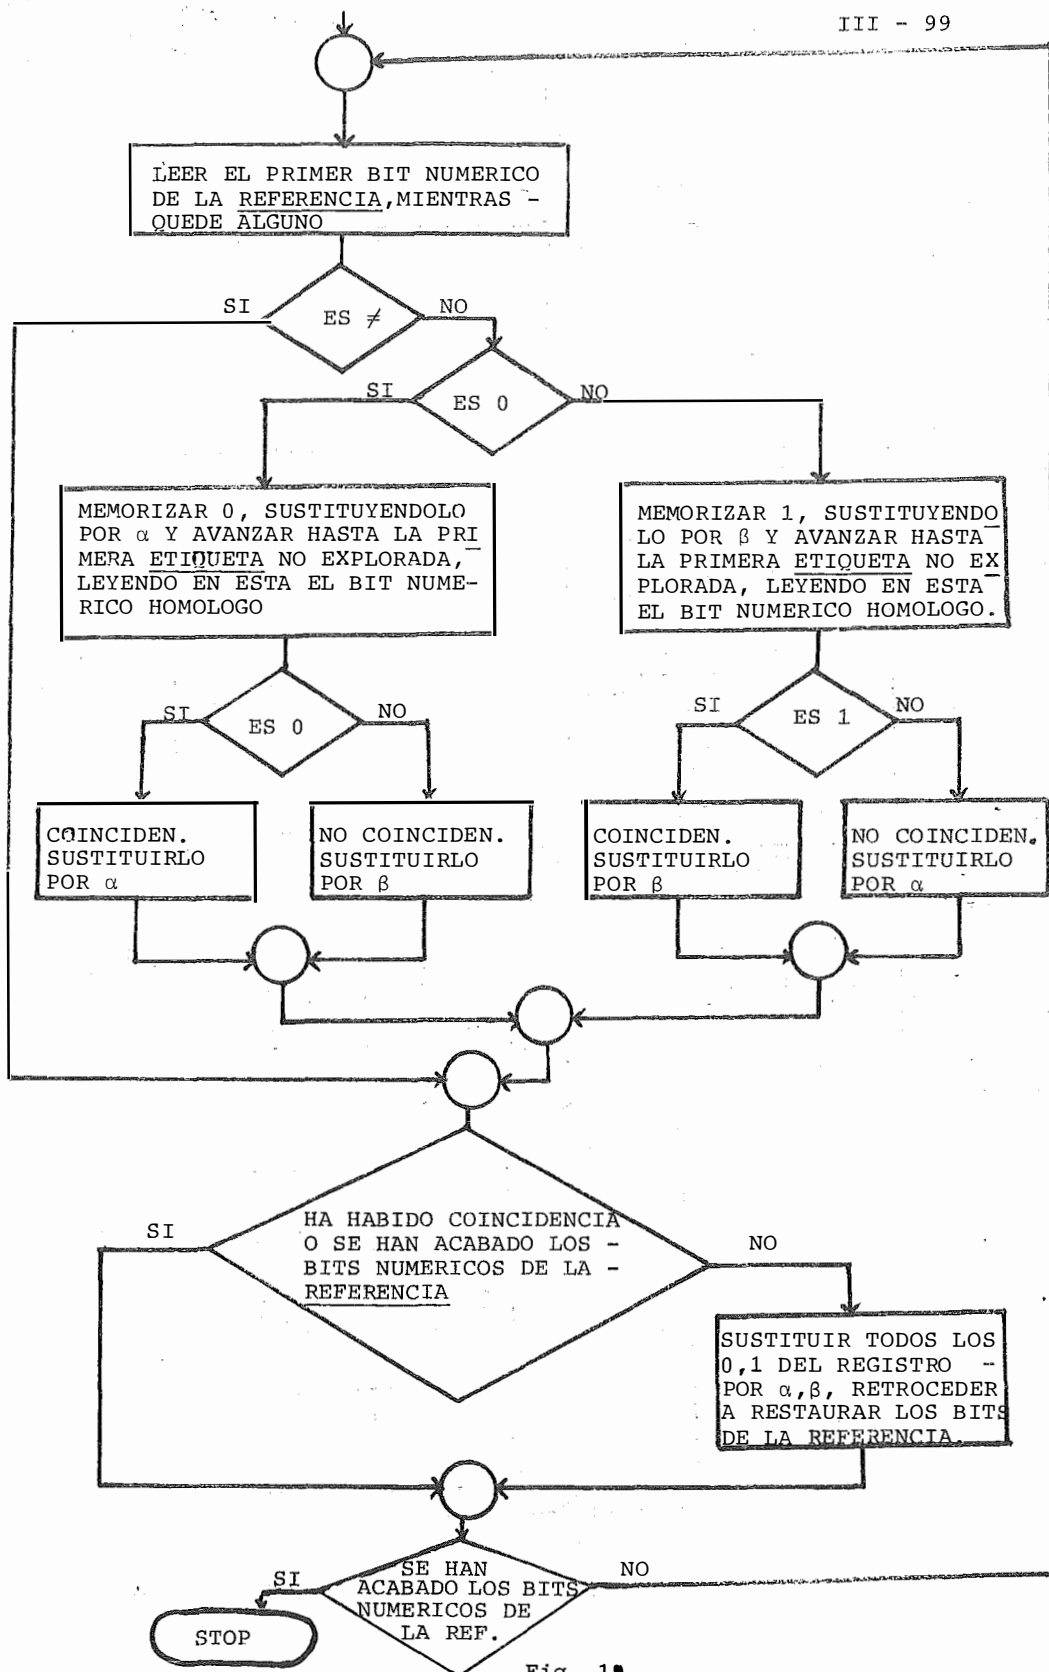 III - 99
LEER EL PRIMER BIT NUMERICO
DE LA REFERENCIA,MIENTRAS -
QUEDE ALGUNO
SI
ES ≠
NO
SI
ES 0
NO
MEMORIZAR 0, SUSTITUYENDOLO
POR α Y AVANZAR HASTA LA PRI
MERA ETIQUETA NO EXPLORADA,
LEYENDO EN ESTA EL BIT NUME-
RICO HOMOLOGO
MEMORIZAR 1, SUSTITUYENDO
LO POR β Y AVANZAR HASTA
LA PRIMERA ETIQUETA NO EX
PLORADA, LEYENDO EN ESTA
EL BIT NUMERICO HOMOLOGO.
SI
ES 0
NO
SI
ES 1
NO
COINCIDEN.
SUSTITUIRLO
POR α
NO COINCIDEN.
SUSTITUIRLO
POR β
COINCIDEN.
SUSTITUIRLO
POR β
NO COINCIDEN.
SUSTITUIRLO
POR α
SI
HA HABIDO COINCIDENCIA
O SE HAN ACABADO LOS -
BITS NUMERICOS DE LA -
REFERENCIA
NO
SUSTITUIR TODOS LOS
0,1 DEL REGISTRO -
POR α,β, RETROCEDER
A RESTAURAR LOS BITS
DE LA REFERENCIA.
SI
SE HAN
ACABADO LOS BITS
NUMERICOS DE
LA REF.
NO
STOP
Fig.